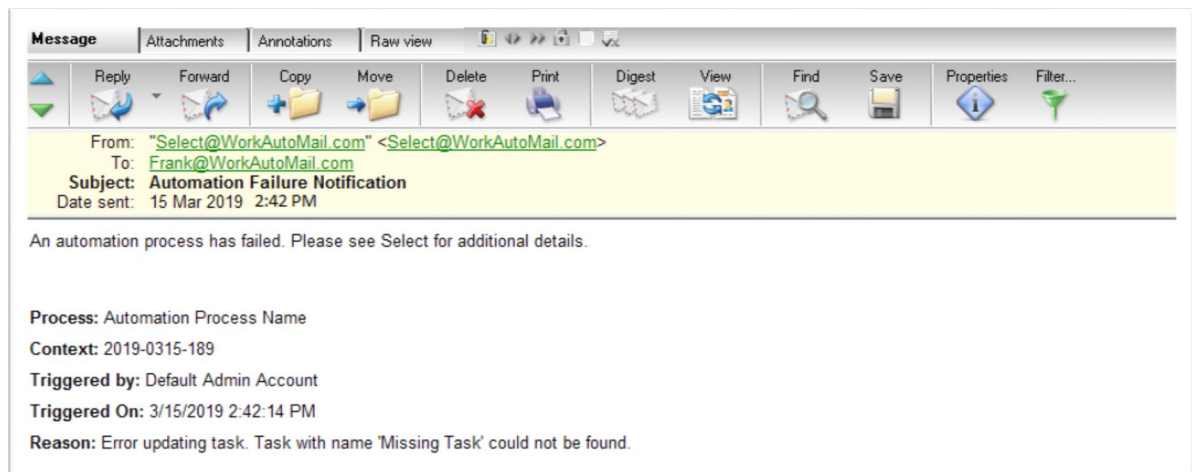 Message Attachments Annotations Raw view
Reply Forward Copy Move Delete Print Digest View Find Save Properties Filter...
From: "Select@WorkAutoMail.com" <Select@WorkAutoMail.com>
To: Frank@WorkAutoMail.com
Subject: Automation Failure Notification
Date sent: 15 Mar 2019 2:42 PM
An automation process has failed. Please see Select for additional details.
Process: Automation Process Name
Context: 2019-0315-189
Triggered by: Default Admin Account
Triggered On: 3/15/2019 2:42:14 PM
Reason: Error updating task. Task with name 'Missing Task' could not be found.